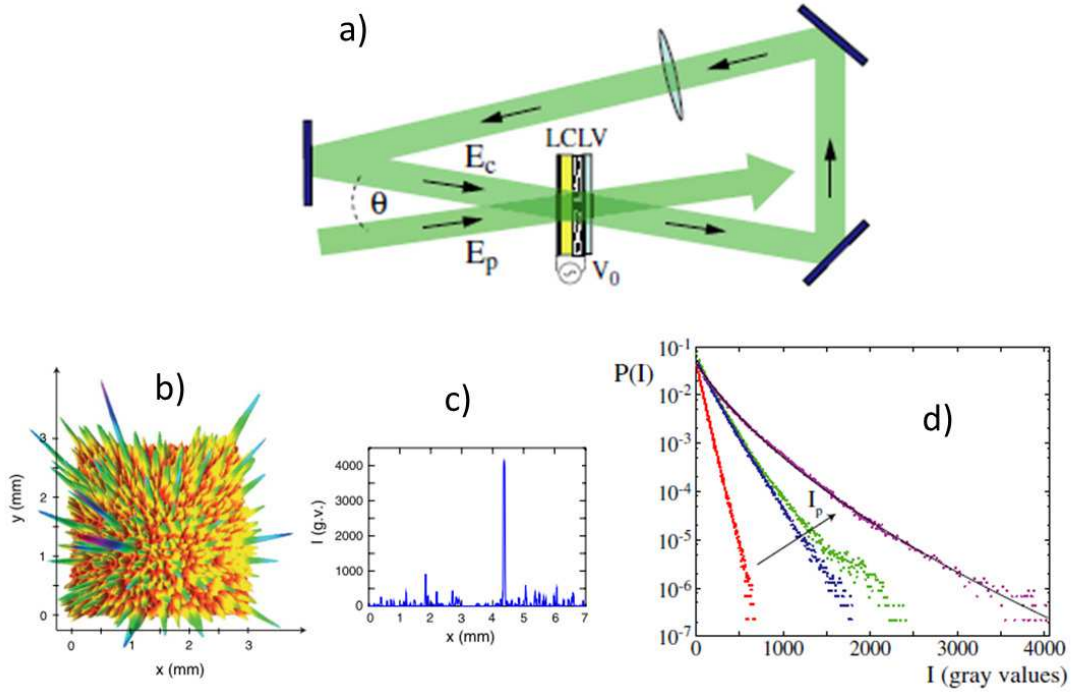 a)
LCLV
E_c
θ
E_p
V_0
b)
y (mm)
3
2
1
0
0 1 2 3
x (mm)
c)
I (g.v.)
4000
3000
2000
1000
0
0 1 2 3 4 5 6 7
x (mm)
d)
P(I)
10^-1
10^-2
10^-3
10^-4
10^-5
10^-6
10^-7
I_p
0 1000 2000 3000 4000
I (gray values)